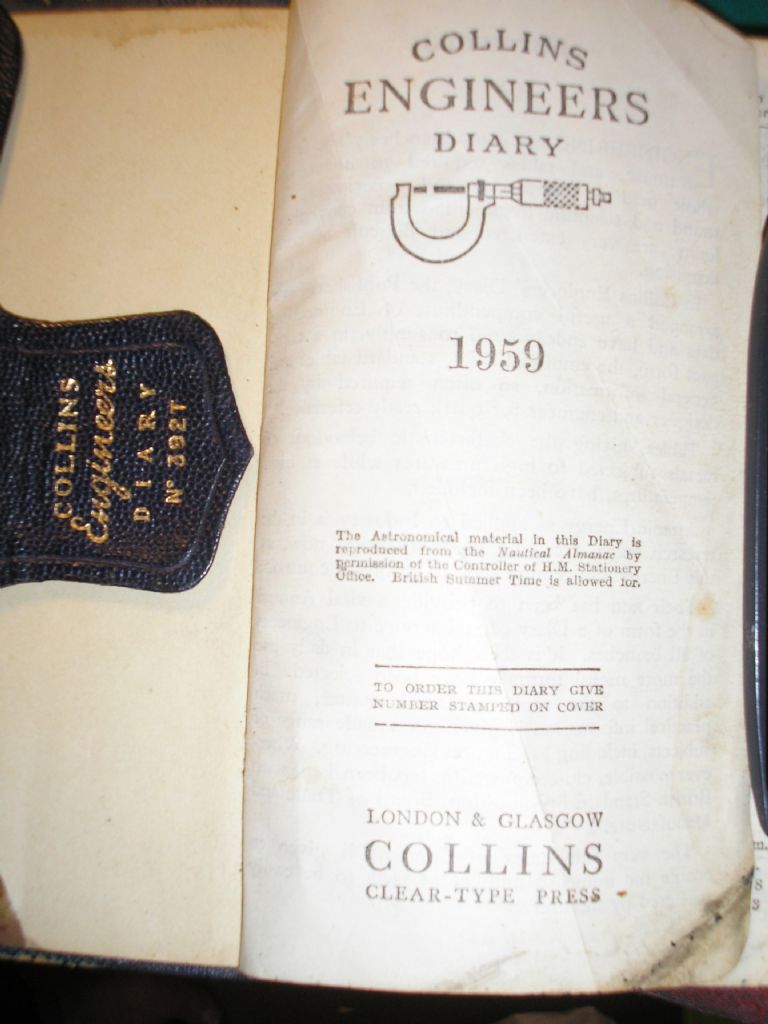 COLLINS
Engineers
DIARY
Nº 392T
COLLINS
ENGINEERS
DIARY
1959
The Astronomical material in this Diary is
reproduced from the Nautical Almanac by
permission of the Controller of H.M. Stationery
Office. British Summer Time is allowed for.
TO ORDER THIS DIARY GIVE
NUMBER STAMPED ON COVER
LONDON & GLASGOW
COLLINS
CLEAR-TYPE PRESS